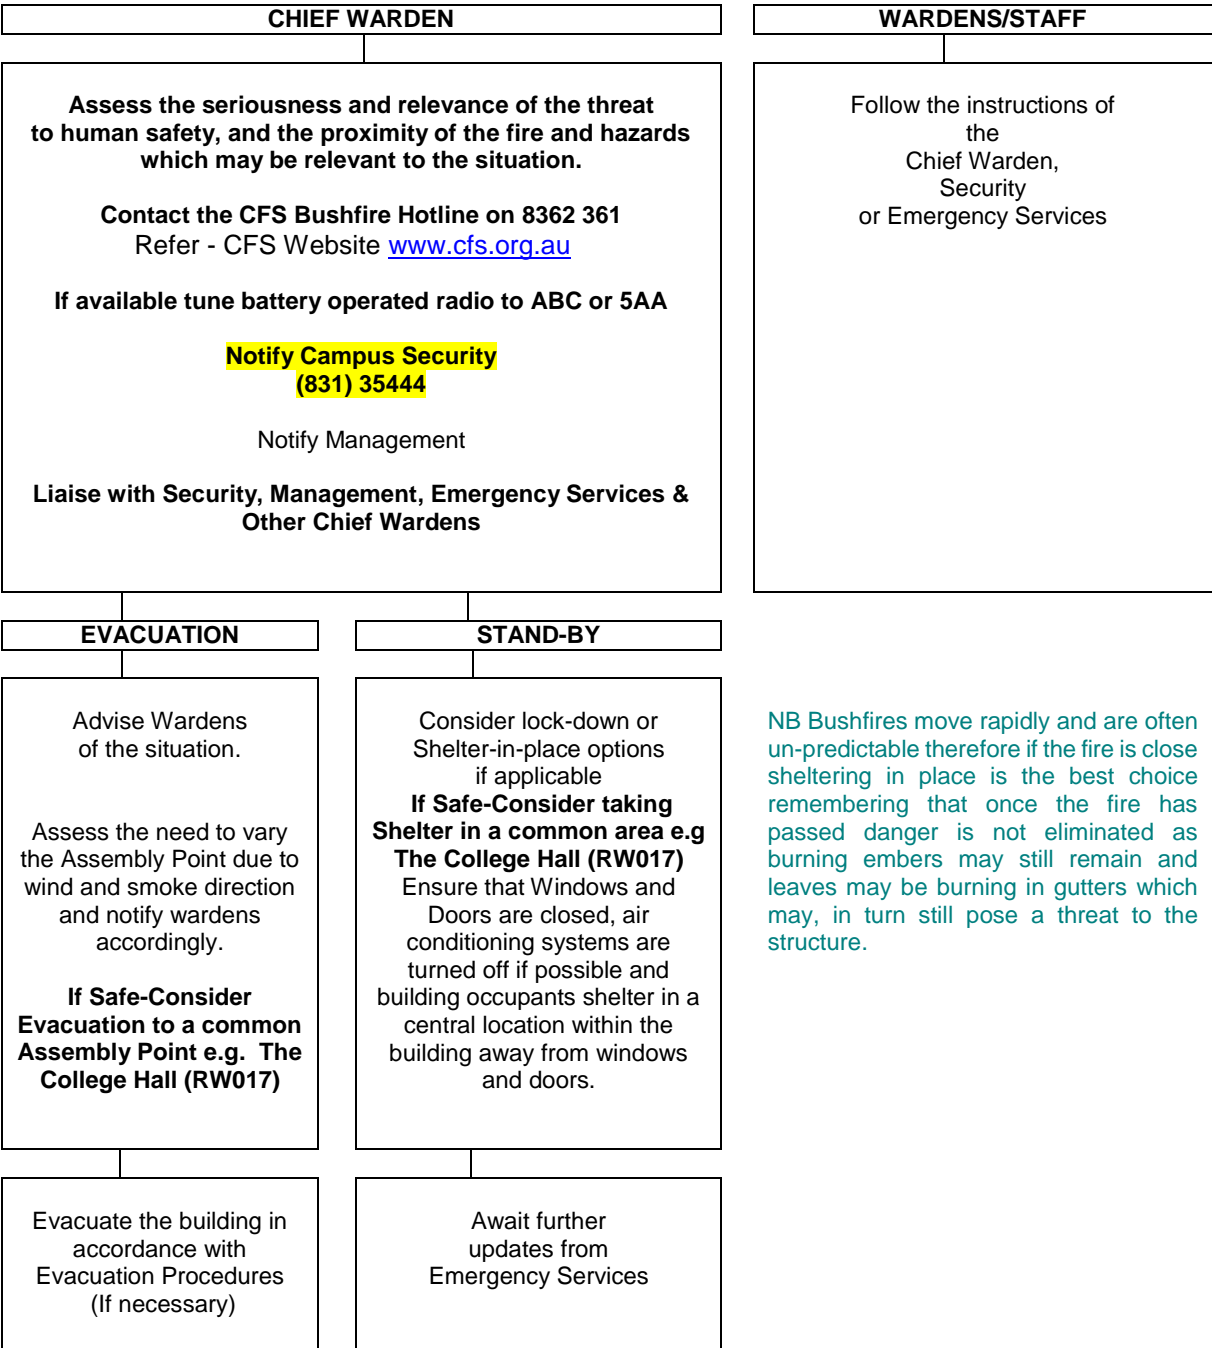 CHIEF WARDEN
Assess the seriousness and relevance of the threat
to human safety, and the proximity of the fire and hazards
which may be relevant to the situation.
Contact the CFS Bushfire Hotline on 8362 361
Refer - CFS Website www.cfs.org.au
If available tune battery operated radio to ABC or 5AA
Notify Campus Security
(831) 35444
Notify Management
Liaise with Security, Management, Emergency Services &
Other Chief Wardens
WARDENS/STAFF
Follow the instructions of
the
Chief Warden,
Security
or Emergency Services
EVACUATION
Advise Wardens
of the situation.
Assess the need to vary
the Assembly Point due to
wind and smoke direction
and notify wardens
accordingly.
If Safe-Consider
Evacuation to a common
Assembly Point e.g. The
College Hall (RW017)
Evacuate the building in
accordance with
Evacuation Procedures
(If necessary)
STAND-BY
Consider lock-down or
Shelter-in-place options
if applicable
If Safe-Consider taking
Shelter in a common area e.g
The College Hall (RW017)
Ensure that Windows and
Doors are closed, air
conditioning systems are
turned off if possible and
building occupants shelter in a
central location within the
building away from windows
and doors.
Await further
updates from
Emergency Services
NB Bushfires move rapidly and are often
un-predictable therefore if the fire is close
sheltering in place is the best choice
remembering that once the fire has
passed danger is not eliminated as
burning embers may still remain and
leaves may be burning in gutters which
may, in turn still pose a threat to the
structure.